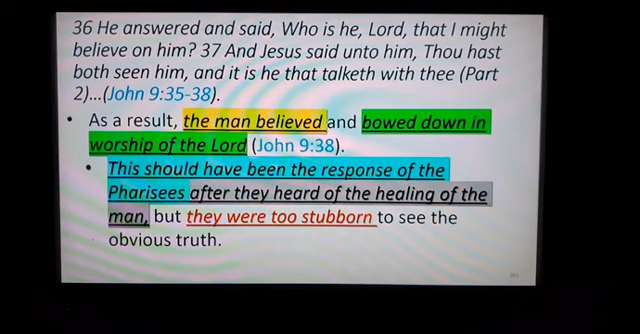 36 He answered and said, Who is he, Lord, that I might
believe on him? 37 And Jesus said unto him, Thou hast
both seen him, and it is he that talketh with thee (Part
2)...(John 9:35-38).
• As a result, the man believed and bowed down in
worship of the Lord (John 9:38).
• This should have been the response of the
Pharisees after they heard of the healing of the
man, but they were too stubborn to see the
obvious truth.